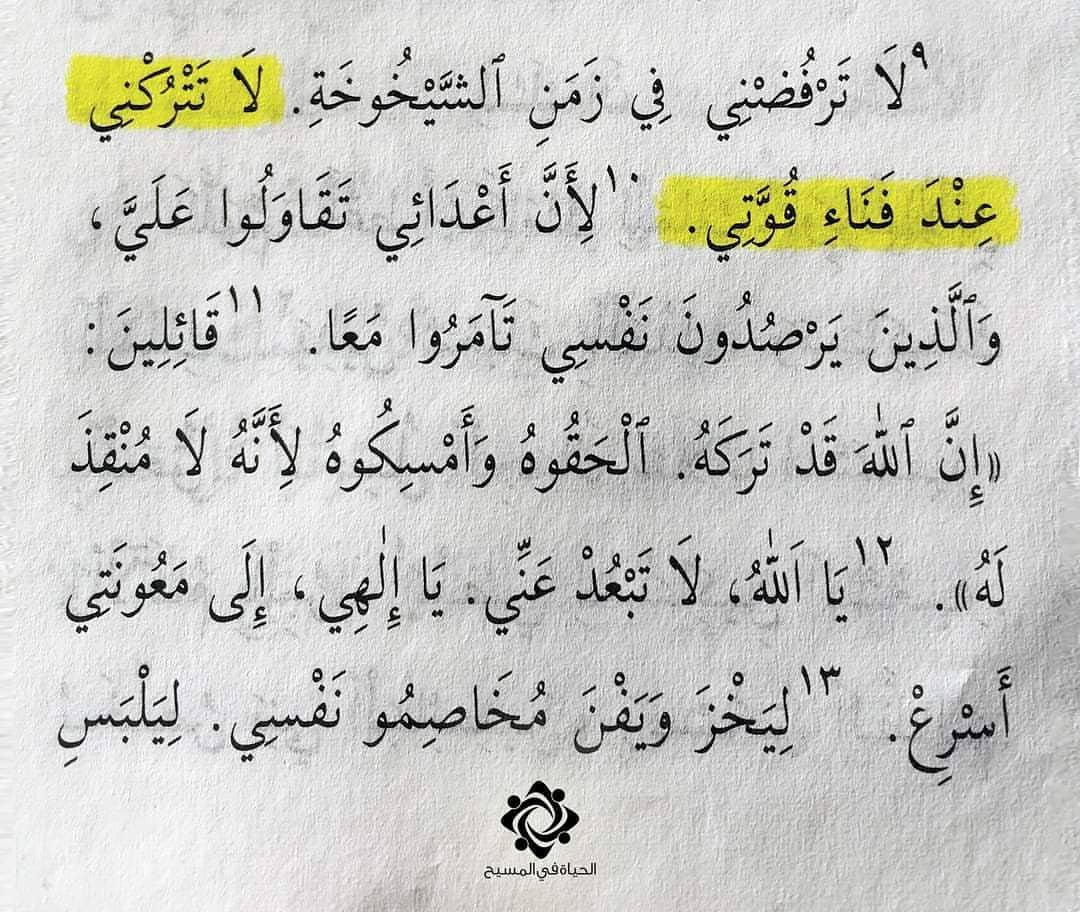 ٩لَا تَرْفُضْنِي فِي زَمَنِ ٱلشَّيْخُوخَةِ. لَا تَتْرُكْنِي
عِنْدَ فَنَاءِ قُوَّتِي. ١٠لِأَنَّ أَعْدَائِي تَقَاوَلُوا عَلَيَّ،
وَٱلَّذِينَ يَرْصُدُونَ نَفْسِي تَآمَرُوا مَعًا. ١١قَائِلِينَ:
«إِنَّ ٱللهَ قَدْ تَرَكَهُ. ٱلْحَقُوهُ وَأَمْسِكُوهُ لِأَنَّهُ لَا مُنْقِذَ
لَهُ». ١٢يَا اَللهُ، لَا تَبْعُدْ عَنِّي. يَا إِلٰهِي، إِلَى مَعُونَتِي
أَسْرِعْ. ١٣لِيَخْزَ وَيَفْنَ مُخَاصِمُو نَفْسِي. لِيَلْبَسِ
الحياة في المسيح